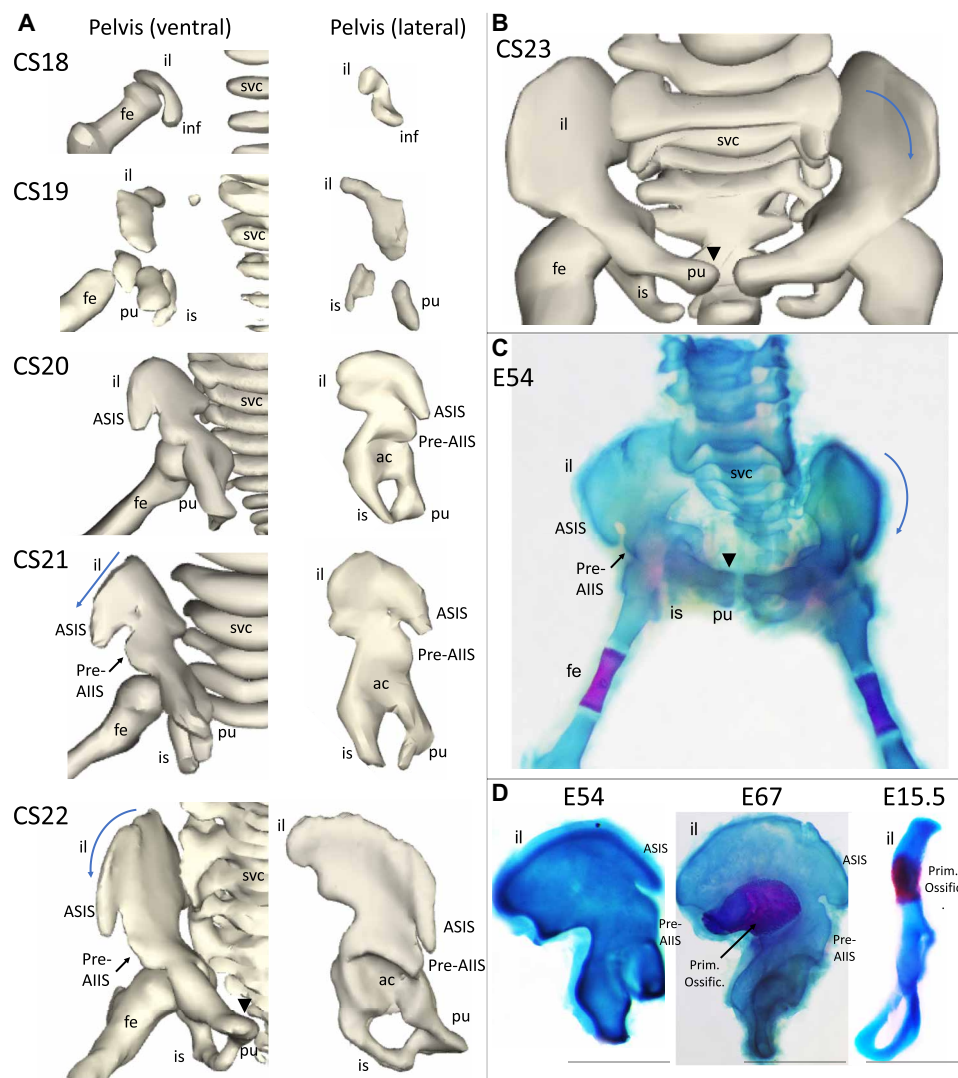 A
Pelvis (ventral)
Pelvis (lateral)
CS18
il
fe
inf
svc
il
inf
CS19
il
svc
fe
pu
is
il
is
pu
CS20
il
ASIS
svc
fe
pu
il
ASIS
Pre-AIIS
ac
is
pu
CS21
il
ASIS
svc
Pre-
AIIS
fe
is
pu
il
ASIS
Pre-AIIS
ac
is
pu
CS22
il
svc
ASIS
Pre-
AIIS
fe
pu
is
il
ASIS
Pre-AIIS
ac
pu
is
B
CS23
il
svc
fe
pu
is
C
E54
il
svc
ASIS
Pre-
AIIS
is
pu
fe
D
E54
il
ASIS
Pre-
AIIS
E67
il
ASIS
Pre-
AIIS
Prim.
Ossific.
E15.5
il
Prim.
Ossific
.